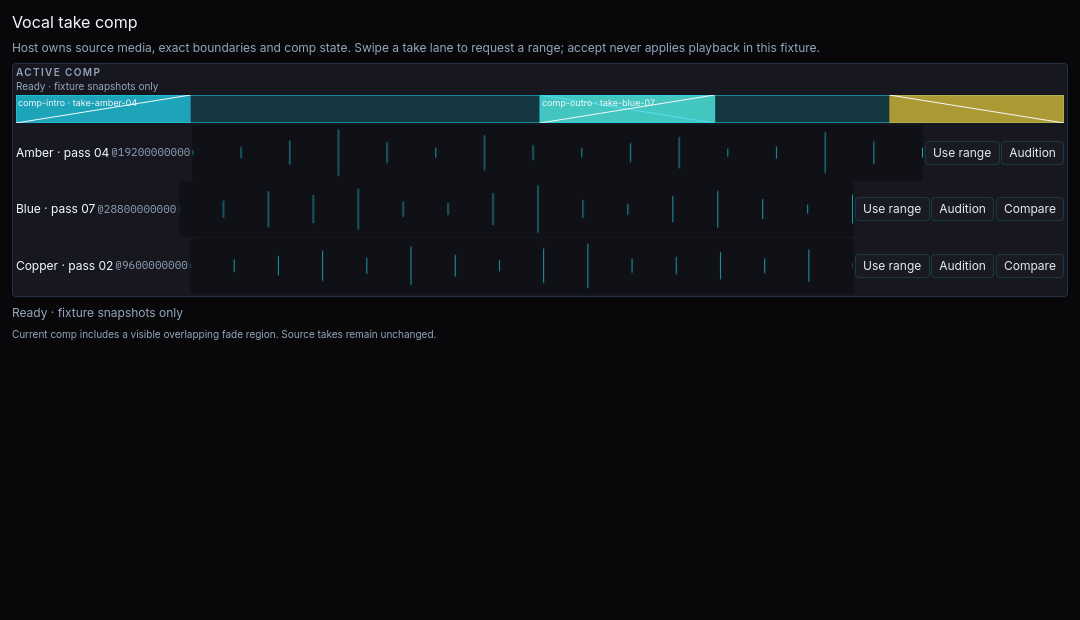 Vocal take comp
Host owns source media, exact boundaries and comp state. Swipe a take lane to request a range; accept never applies playback in this fixture.
ACTIVE COMP
Ready · fixture snapshots only
comp-intro · take-amber-04 comp-outro · take-blue-07
Amber · pass 04 @19200000000 Use range Audition
Blue · pass 07 @28800000000 Use range Audition Compare
Copper · pass 02 @9600000000 Use range Audition Compare
Ready · fixture snapshots only
Current comp includes a visible overlapping fade region. Source takes remain unchanged.